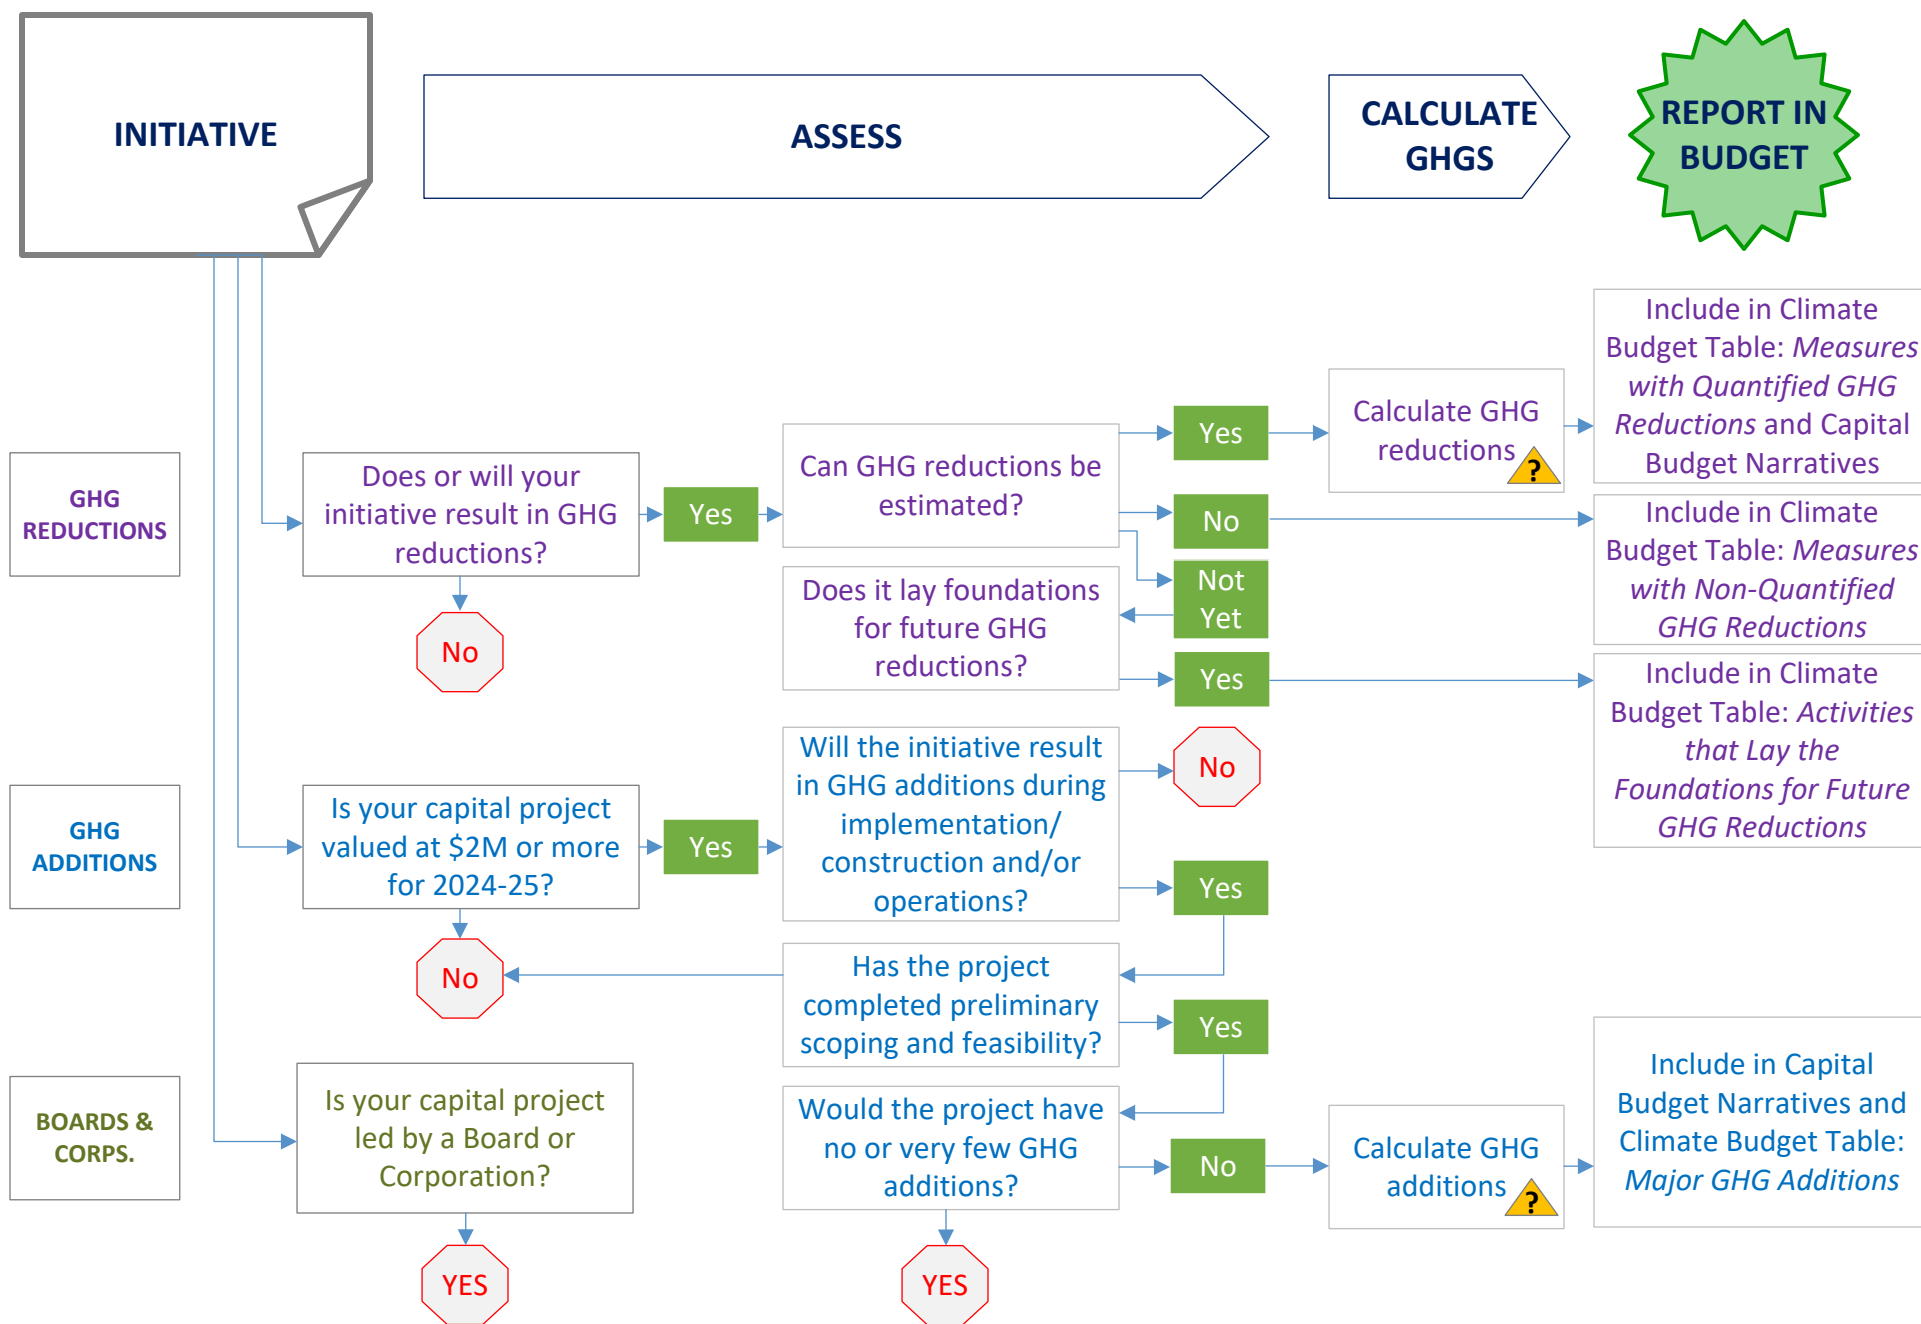 INITIATIVE
ASSESS
CALCULATE
GHGS
REPORT IN
BUDGET
GHG
REDUCTIONS
Does or will your
initiative result in GHG
reductions?
Yes
No
Can GHG reductions be
estimated?
Yes
Calculate GHG
reductions
?
Include in Climate
Budget Table: Measures
with Quantified GHG
Reductions and Capital
Budget Narratives
No
Include in Climate
Budget Table: Measures
with Non-Quantified
GHG Reductions
Not
Yet
Does it lay foundations
for future GHG
reductions?
Yes
Include in Climate
Budget Table: Activities
that Lay the
Foundations for Future
GHG Reductions
GHG
ADDITIONS
Is your capital project
valued at $2M or more
for 2024-25?
Yes
No
Will the initiative result
in GHG additions during
implementation/
construction and/or
operations?
No
Yes
Has the project
completed preliminary
scoping and feasibility?
Yes
Would the project have
no or very few GHG
additions?
No
YES
Calculate GHG
additions
?
Include in Capital
Budget Narratives and
Climate Budget Table:
Major GHG Additions
BOARDS &
CORPS.
Is your capital project
led by a Board or
Corporation?
YES